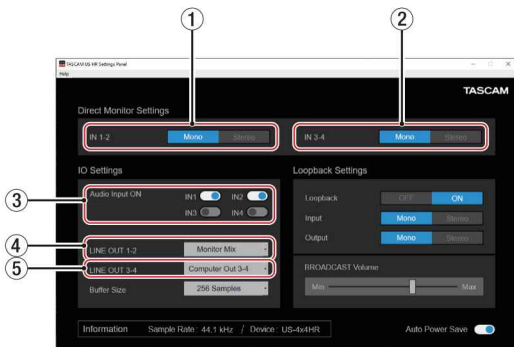 ① ②
TASCAM US-HR Settings Panel
Help
TASCAM
Direct Monitor Settings
IN 1-2 Mono Stereo IN 3-4 Mono Stereo
IO Settings Loopback Settings
③ Audio Input ON IN1 IN2
IN3 IN4
Loopback OFF ON
Input Mono Stereo
Output Mono Stereo
④ LINE OUT 1-2 Monitor Mix
⑤ LINE OUT 3-4 Computer Out 3-4
Buffer Size 256 Samples
BROADCAST Volume
Min Max
Information Sample Rate : 44.1 kHz / Device : US-4x4HR Auto Power Save